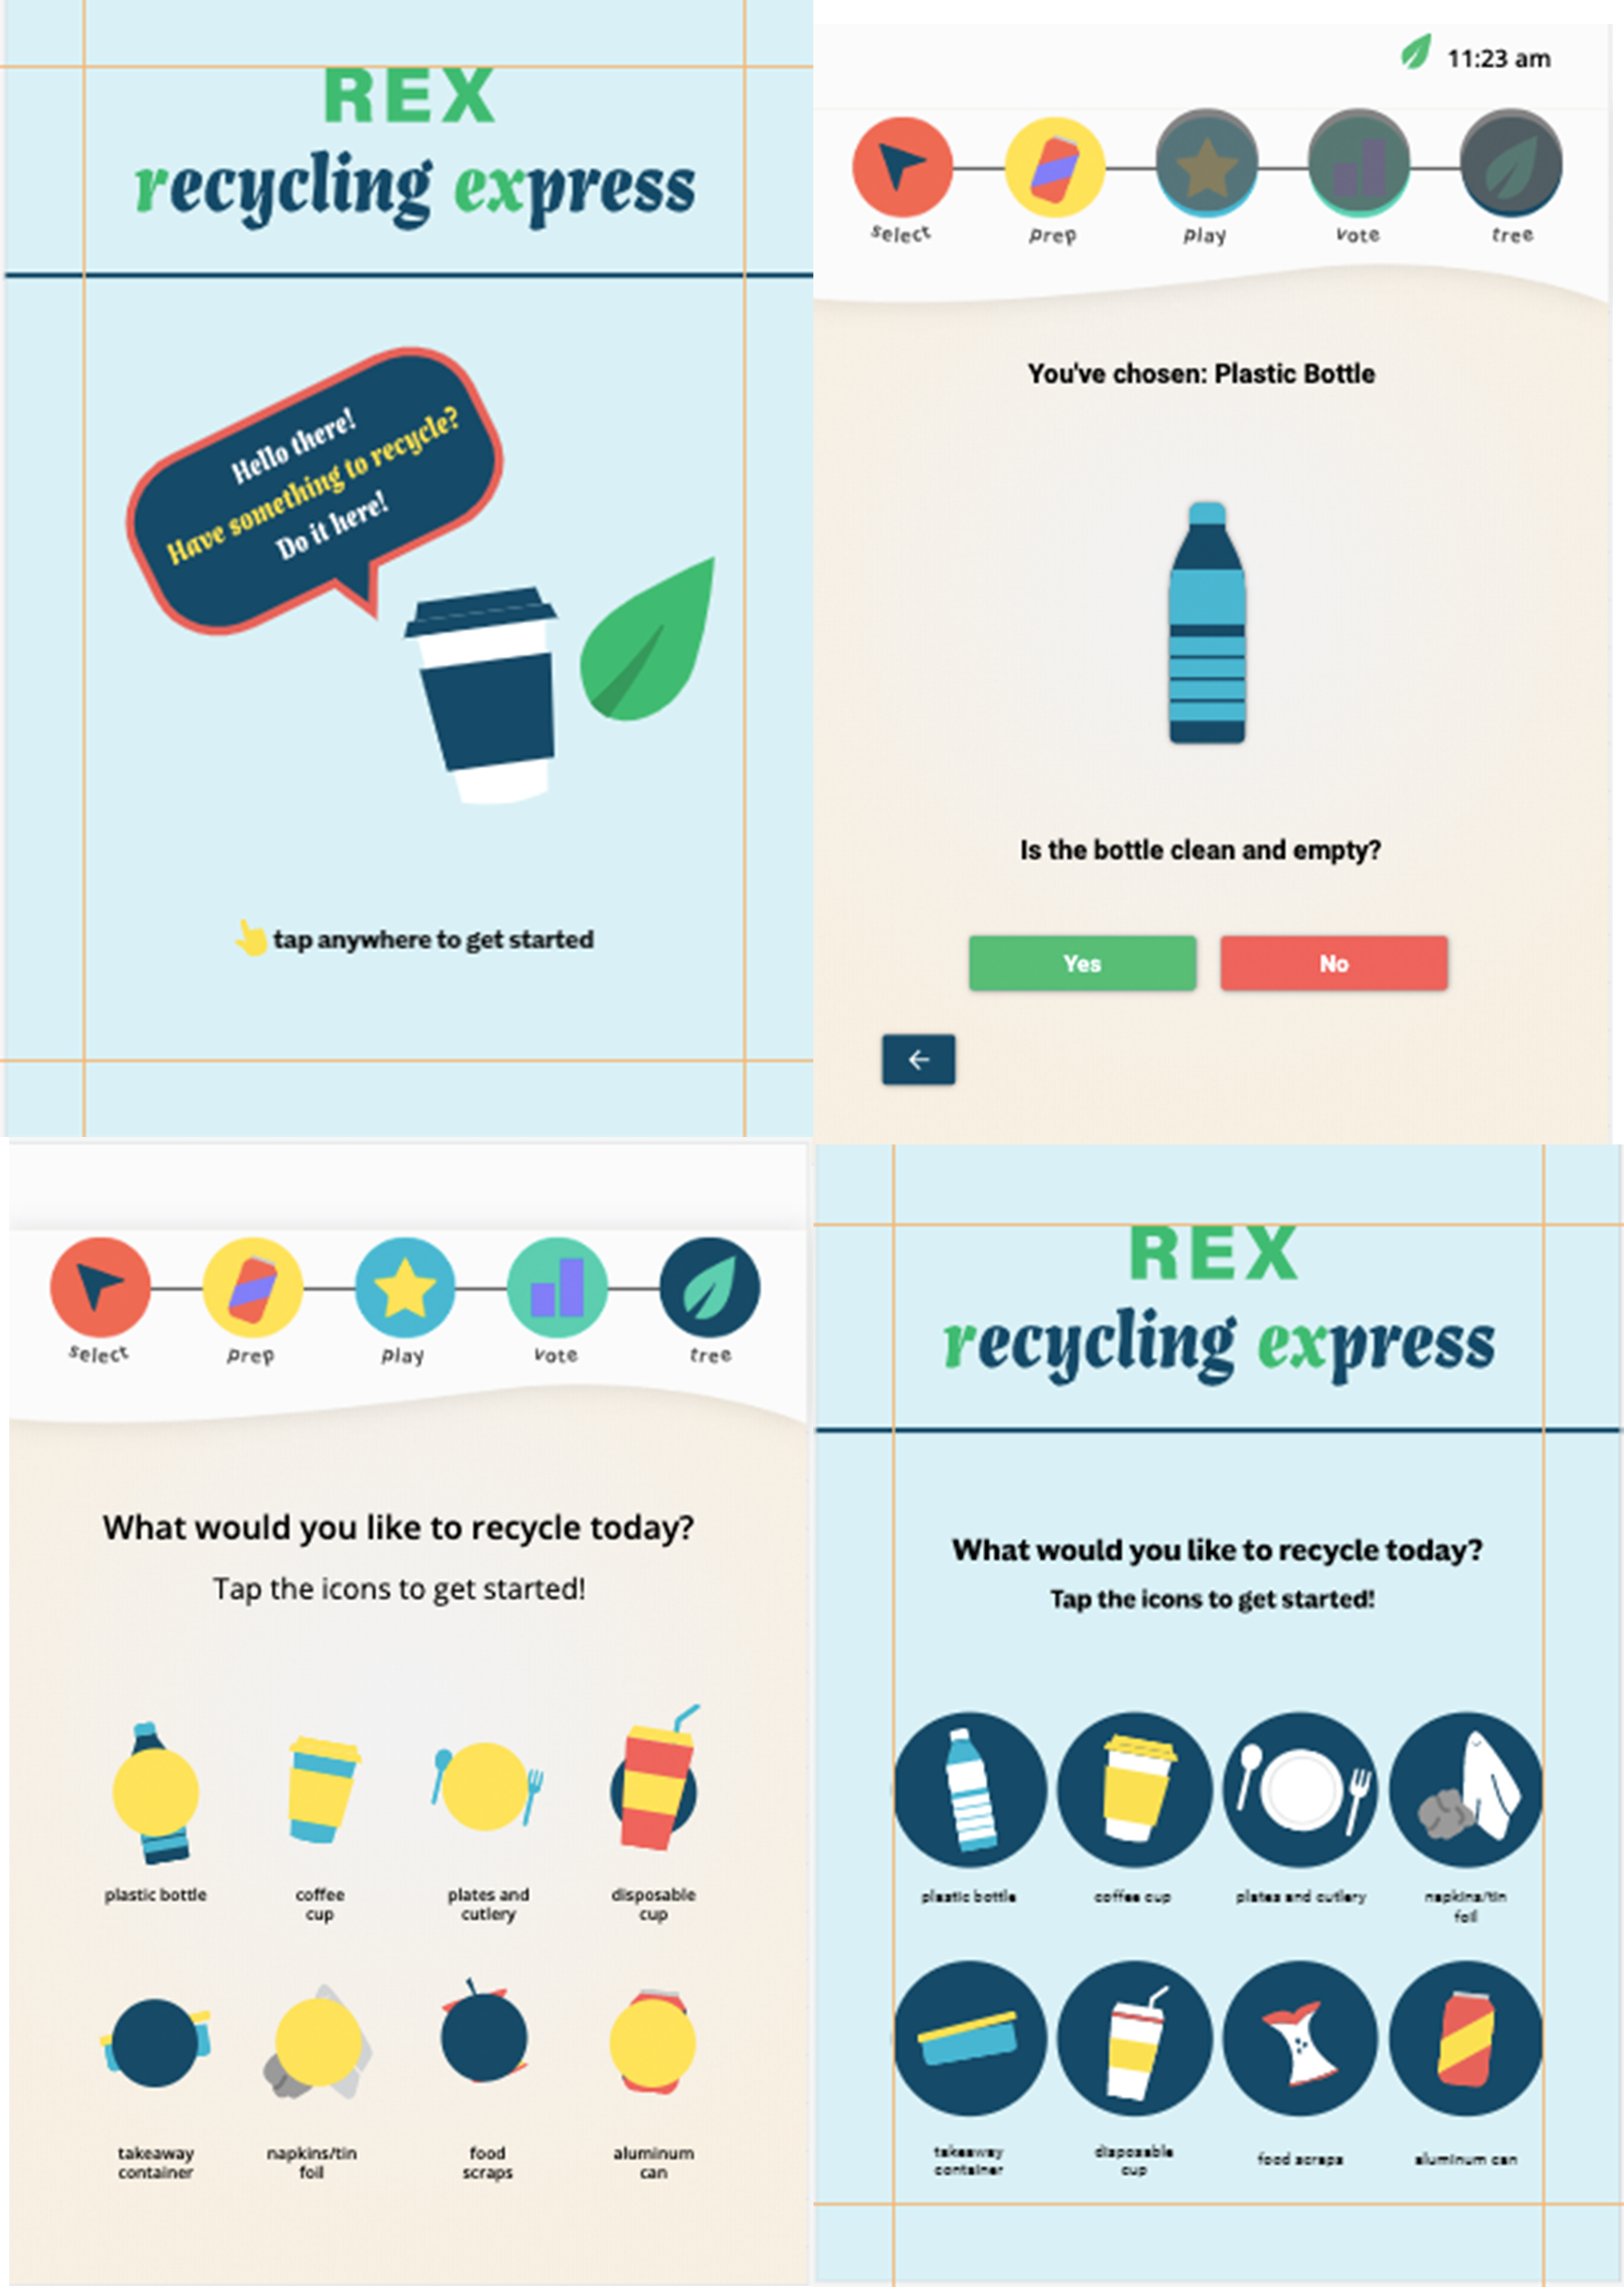 REX
recycling express
Hello there!
Have something to recycle?
Do it here!
tap anywhere to get started
11:23 am
select
prep
play
vote
tree
You've chosen: Plastic Bottle
Is the bottle clean and empty?
Yes
No
select
prep
play
vote
tree
What would you like to recycle today?
Tap the icons to get started!
plastic bottle
coffee
cup
plates and
cutlery
disposable
cup
takeaway
container
napkins/tin
foil
food
scraps
aluminum
can
REX
recycling express
What would you like to recycle today?
Tap the icons to get started!
plastic bottle
coffee cup
plates and cutlery
napkins/tin
foil
takeaway
container
disposable
cup
food scraps
aluminum can